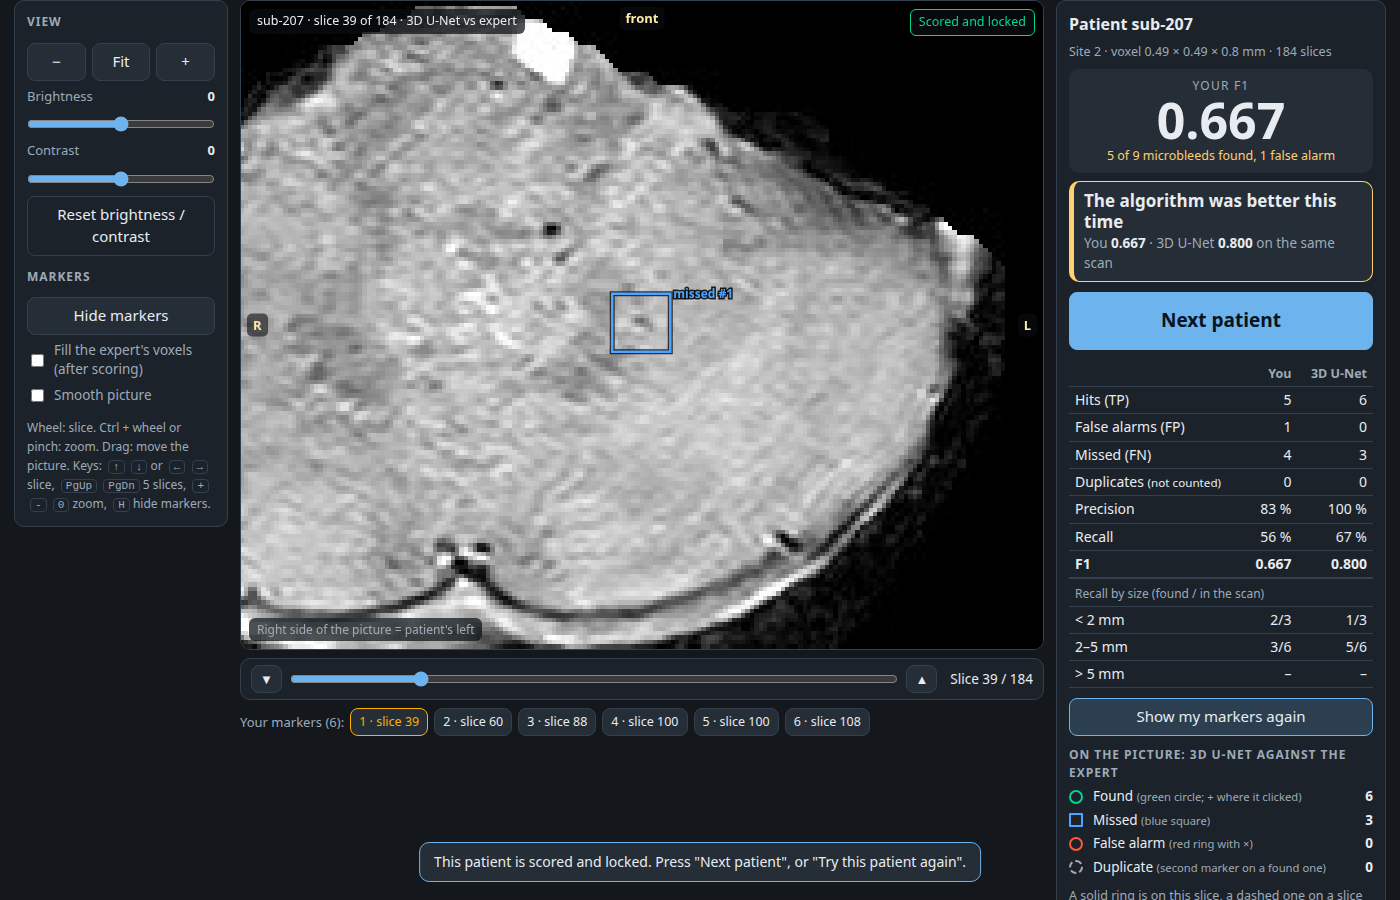 VIEW
− Fit +
Brightness 0
Contrast 0
Reset brightness /
contrast
MARKERS
Hide markers
Fill the expert's voxels
(after scoring)
Smooth picture
Wheel: slice. Ctrl + wheel or
pinch: zoom. Drag: move the
picture. Keys: ↑ ↓ or ← →
slice, PgUp PgDn 5 slices, +
- 0 zoom, H hide markers.
sub-207 · slice 39 of 184 · 3D U-Net vs expert
front
Scored and locked
missed #1
R
L
Right side of the picture = patient's left
▼ ▲ Slice 39 / 184
Your markers (6): 1 · slice 39 2 · slice 60 3 · slice 88 4 · slice 100 5 · slice 100 6 · slice 108
This patient is scored and locked. Press "Next patient", or "Try this patient again".
Patient sub-207
Site 2 · voxel 0.49 × 0.49 × 0.8 mm · 184 slices
YOUR F1
0.667
5 of 9 microbleeds found, 1 false alarm
The algorithm was better this
time
You 0.667 · 3D U-Net 0.800 on the same
scan
Next patient
You 3D U-Net
Hits (TP) 5 6
False alarms (FP) 1 0
Missed (FN) 4 3
Duplicates (not counted) 0 0
Precision 83 % 100 %
Recall 56 % 67 %
F1 0.667 0.800
Recall by size (found / in the scan)
< 2 mm 2/3 1/3
2–5 mm 3/6 5/6
> 5 mm – –
Show my markers again
ON THE PICTURE: 3D U-NET AGAINST THE
EXPERT
Found (green circle; + where it clicked) 6
Missed (blue square) 3
False alarm (red ring with ×) 0
Duplicate (second marker on a found one) 0
A solid ring is on this slice, a dashed one on a slice